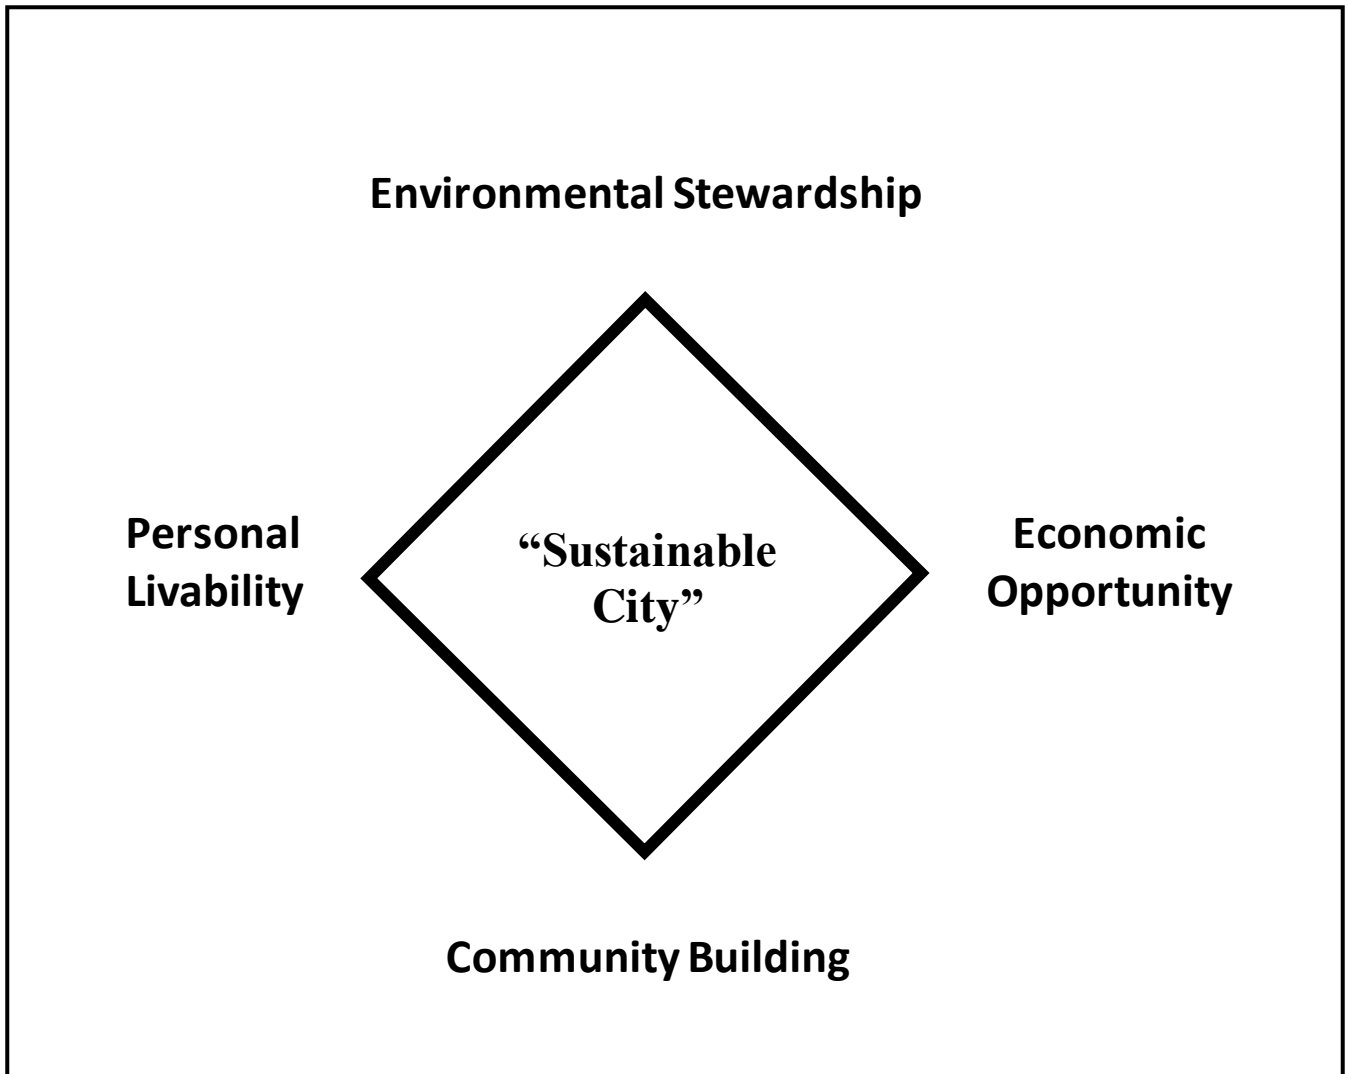 Environmental Stewardship
Personal
Livability
“Sustainable
City”
Economic
Opportunity
Community Building